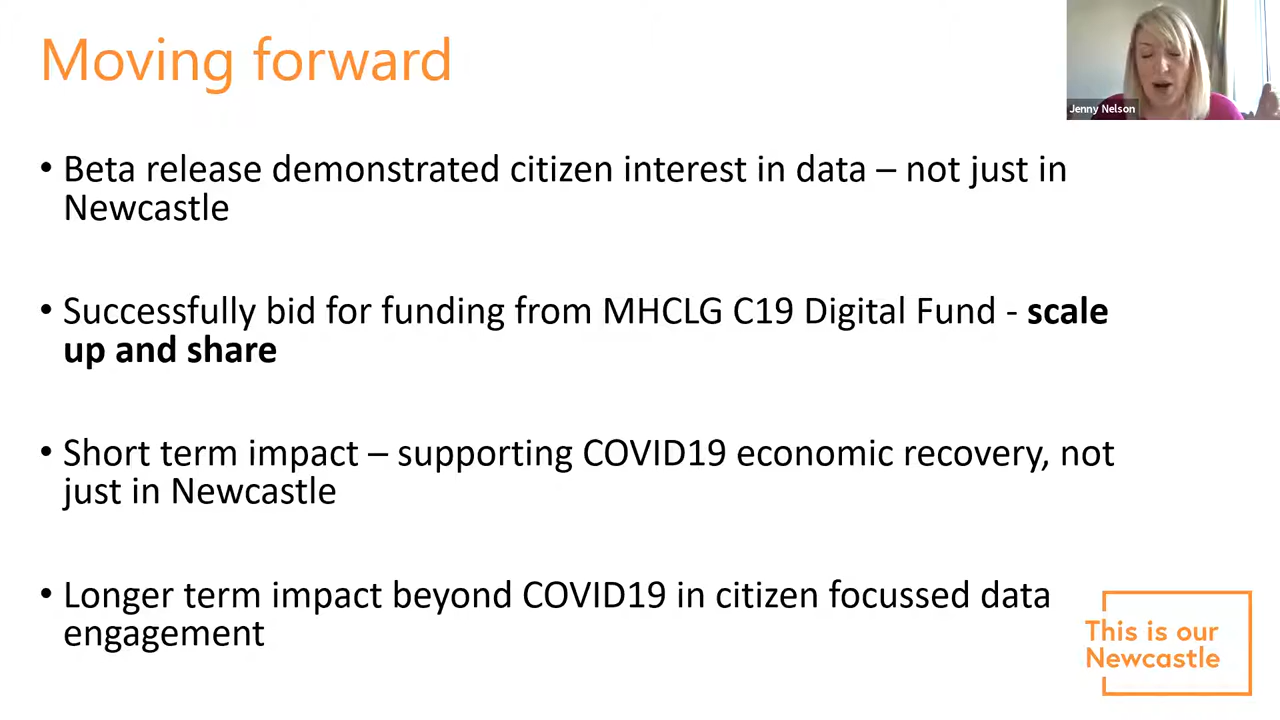 Moving forward
Jenny Nelson
• Beta release demonstrated citizen interest in data – not just in
Newcastle
• Successfully bid for funding from MHCLG C19 Digital Fund - scale
up and share
• Short term impact – supporting COVID19 economic recovery, not
just in Newcastle
• Longer term impact beyond COVID19 in citizen focussed data
engagement
This is our
Newcastle